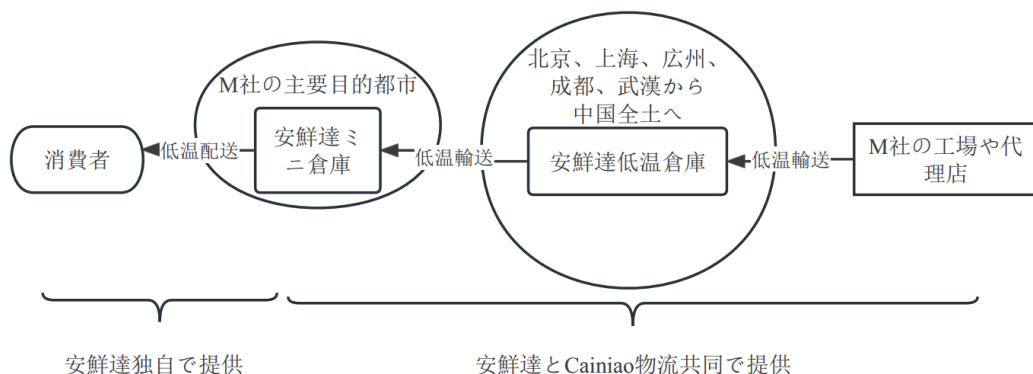 北京、上海、広州、
成都、武漢から
中国全土へ
M社の主要目的都市
消費者
低温配送
安鮮達ミ
ニ倉庫
低温輸送
安鮮達低温倉庫
低温輸送
M社の工場や代
理店
安鮮達独自で提供
安鮮達とCainiao物流共同で提供